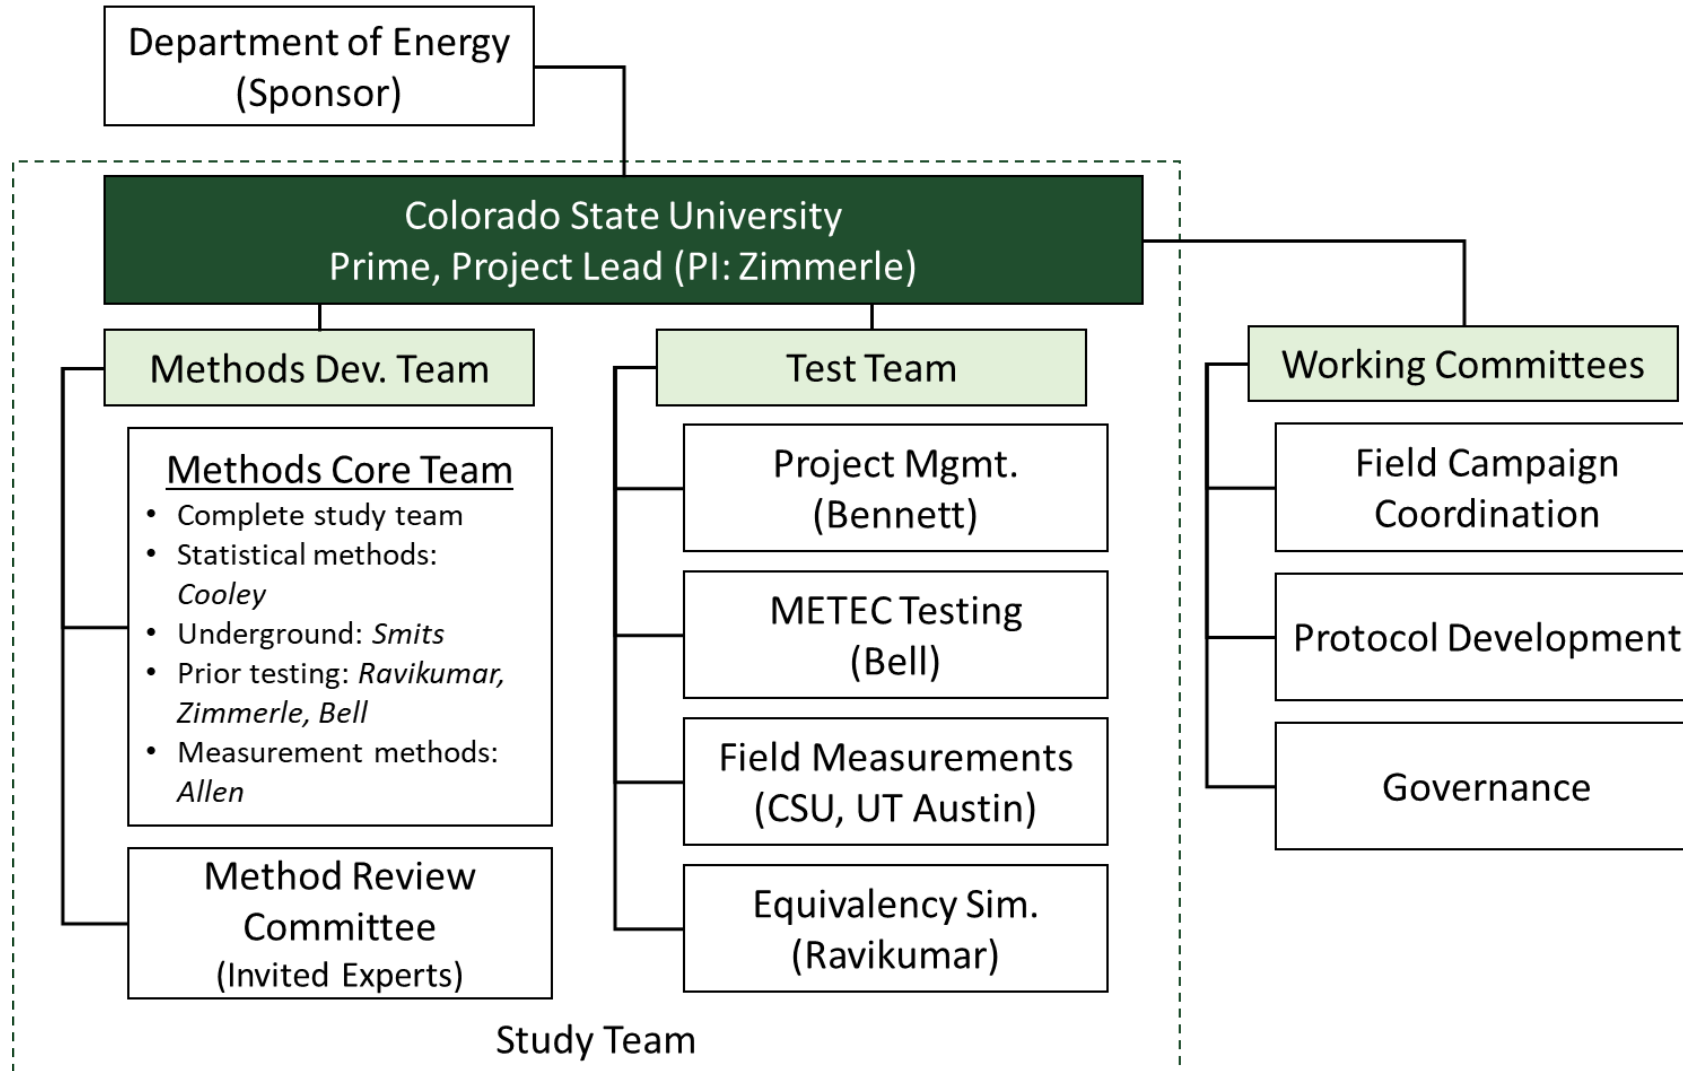 Department of Energy
(Sponsor)
Colorado State University
Prime, Project Lead (PI: Zimmerle)
Methods Dev. Team
Methods Core Team
• Complete study team
• Statistical methods:
Cooley
• Underground: Smits
• Prior testing: Ravikumar,
Zimmerle, Bell
• Measurement methods:
Allen
Method Review
Committee
(Invited Experts)
Test Team
Project Mgmt.
(Bennett)
METEC Testing
(Bell)
Field Measurements
(CSU, UT Austin)
Equivalency Sim.
(Ravikumar)
Study Team
Working Committees
Field Campaign
Coordination
Protocol Development
Governance